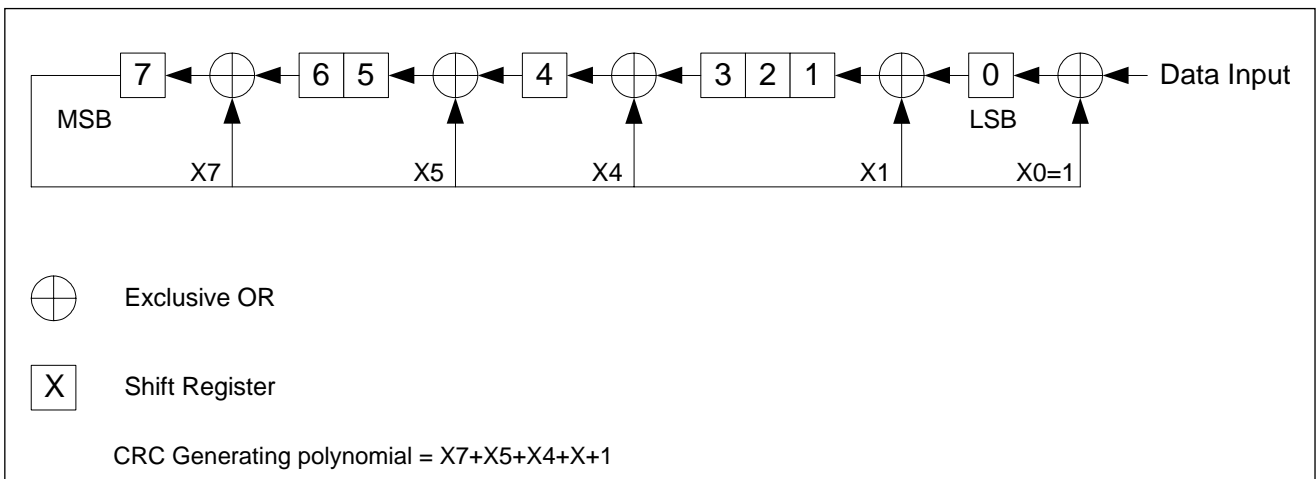 7 6 5 4 3 2 1 0 Data Input
MSB LSB
X7 X5 X4 X1 X0=1
Exclusive OR
X Shift Register
CRC Generating polynomial = X7+X5+X4+X+1